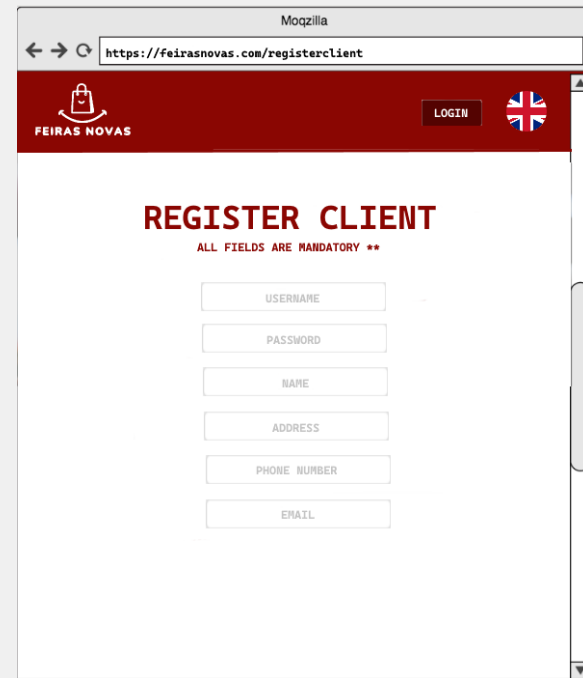 Moqzilla
https://feirasnovas.com/registerclient
FEIRAS NOVAS
LOGIN
REGISTER CLIENT
ALL FIELDS ARE MANDATORY **
USERNAME
PASSWORD
NAME
ADDRESS
PHONE NUMBER
EMAIL